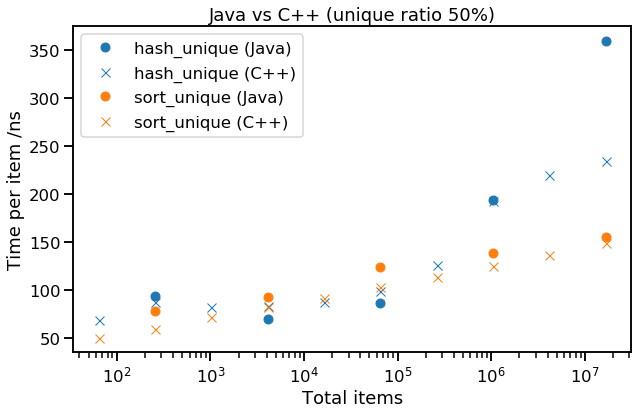 Java vs C++ (unique ratio 50%)
hash_unique (Java)
hash_unique (C++)
sort_unique (Java)
sort_unique (C++)
Time per item /ns
350
300
250
200
150
100
50
10²
10³
10⁴
10⁵
10⁶
10⁷
Total items